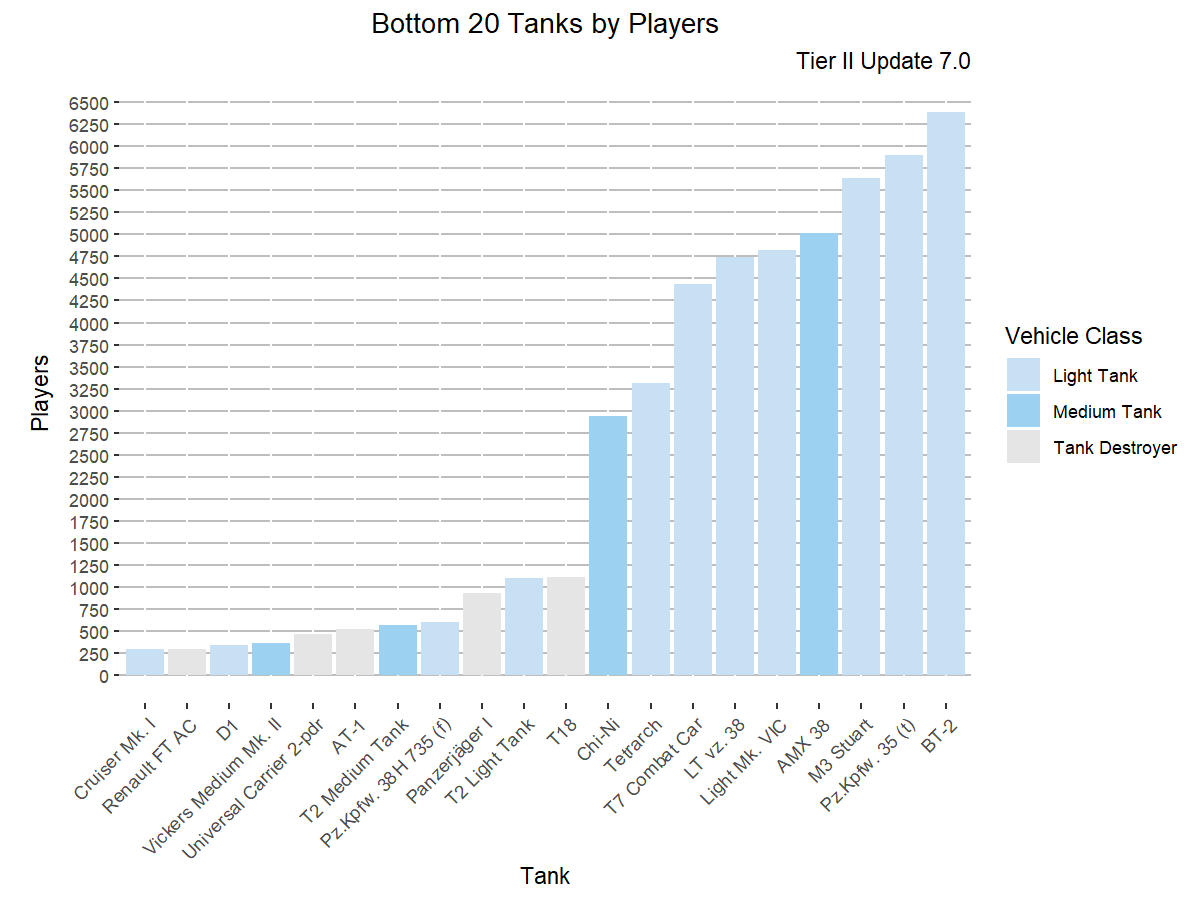 Bottom 20 Tanks by Players
Tier II Update 7.0
6500
6250
6000
5750
5500
5250
5000
4750
4500
4250
4000
3750
3500
3250
3000
2750
2500
2250
2000
1750
1500
1250
1000
750
500
250
0
Players
Cruiser Mk. I
Renault FT AC
D1
Vickers Medium Mk. II
Universal Carrier 2-pdr
AT-1
T2 Medium Tank
Pz.Kpfw. 38 H 735 (f)
Panzerjäger I
T2 Light Tank
T18
Chi-Ni
Tetrarch
T7 Combat Car
LT vz. 38
Light Mk. VIC
AMX 38
M3 Stuart
Pz.Kpfw. 35 (t)
BT-2
Tank
Vehicle Class
Light Tank
Medium Tank
Tank Destroyer